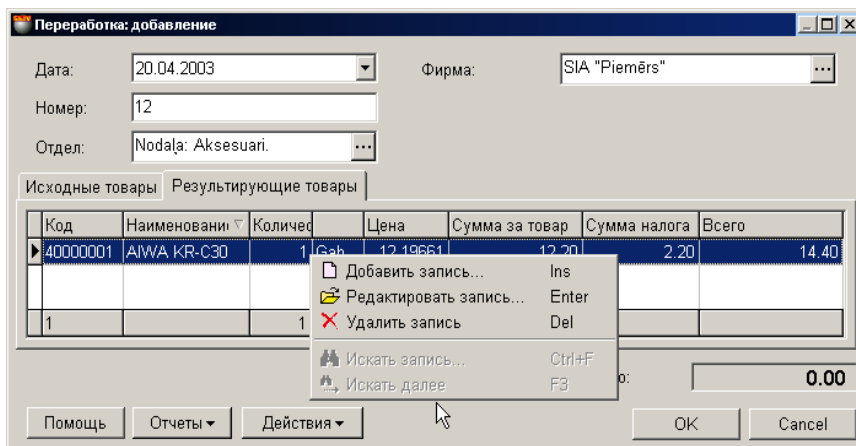 Переработка: добавление
Дата: 20.04.2003 Фирма: SIA "Piemērs" ...
Номер: 12
Отдел: Nodaļa: Aksesuari. ...
Исходные товары Результирующие товары
Код Наименовани Количес Цена Сумма за товар Сумма налога Всего
40000001 AIWA KR-C30 1 Gab 12.19661 12.20 2.20 14.40
Добавить запись... Ins
Редактировать запись... Enter
1 1 Удалить запись Del
Искать запись... Ctrl+F
о: 0.00
Искать далее F3
Помощь Отчеты Действия OK Cancel